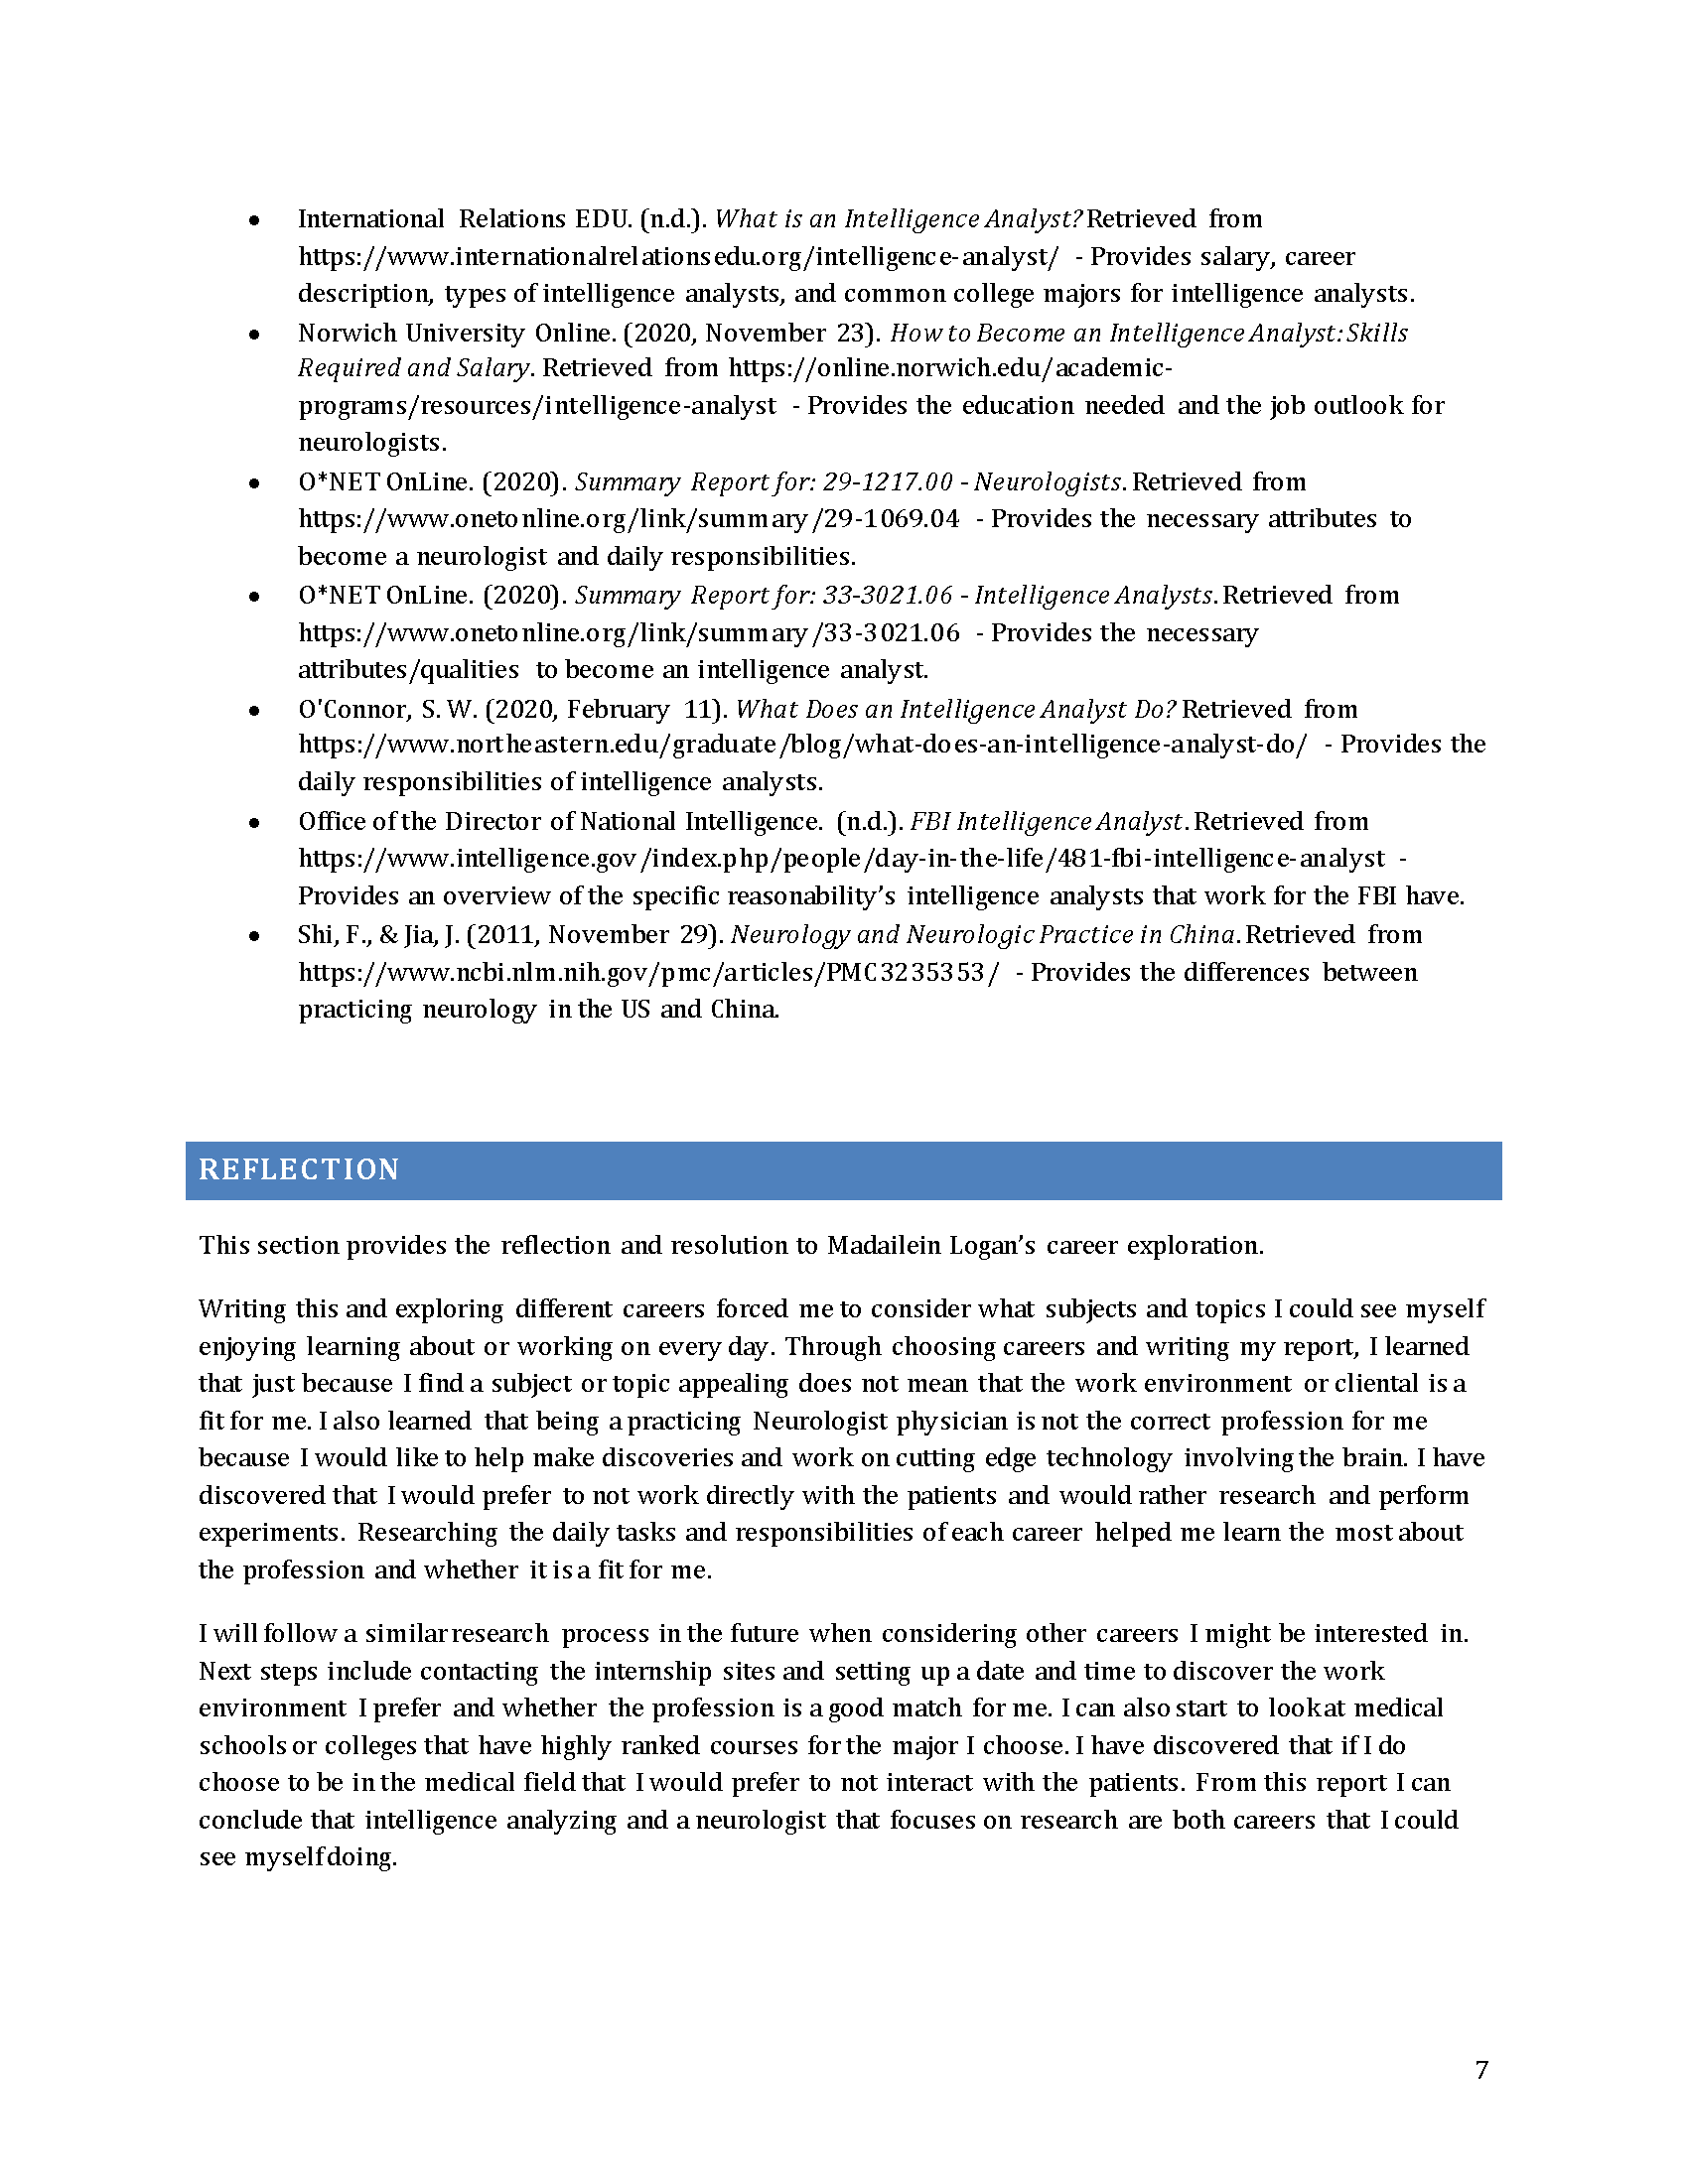 • International Relations EDU. (n.d.). What is an Intelligence Analyst? Retrieved from
https://www.internationalrelationsedu.org/intelligence-analyst/ - Provides salary, career
description, types of intelligence analysts, and common college majors for intelligence analysts.
• Norwich University Online. (2020, November 23). How to Become an Intelligence Analyst: Skills
Required and Salary. Retrieved from https://online.norwich.edu/academic-
programs/resources/intelligence-analyst - Provides the education needed and the job outlook for
neurologists.
• O*NET OnLine. (2020). Summary Report for: 29-1217.00 - Neurologists. Retrieved from
https://www.onetonline.org/link/summary/29-1069.04 - Provides the necessary attributes to
become a neurologist and daily responsibilities.
• O*NET OnLine. (2020). Summary Report for: 33-3021.06 - Intelligence Analysts. Retrieved from
https://www.onetonline.org/link/summary/33-3021.06 - Provides the necessary
attributes/qualities to become an intelligence analyst.
• O'Connor, S. W. (2020, February 11). What Does an Intelligence Analyst Do? Retrieved from
https://www.northeastern.edu/graduate/blog/what-does-an-intelligence-analyst-do/ - Provides the
daily responsibilities of intelligence analysts.
• Office of the Director of National Intelligence. (n.d.). FBI Intelligence Analyst. Retrieved from
https://www.intelligence.gov/index.php/people/day-in-the-life/481-fbi-intelligence-analyst -
Provides an overview of the specific reasonability’s intelligence analysts that work for the FBI have.
• Shi, F., & Jia, J. (2011, November 29). Neurology and Neurologic Practice in China. Retrieved from
https://www.ncbi.nlm.nih.gov/pmc/articles/PMC3235353/ - Provides the differences between
practicing neurology in the US and China.
REFLECTION
This section provides the reflection and resolution to Madailein Logan’s career exploration.
Writing this and exploring different careers forced me to consider what subjects and topics I could see myself
enjoying learning about or working on every day. Through choosing careers and writing my report, I learned
that just because I find a subject or topic appealing does not mean that the work environment or cliental is a
fit for me. I also learned that being a practicing Neurologist physician is not the correct profession for me
because I would like to help make discoveries and work on cutting edge technology involving the brain. I have
discovered that I would prefer to not work directly with the patients and would rather research and perform
experiments. Researching the daily tasks and responsibilities of each career helped me learn the most about
the profession and whether it is a fit for me.
I will follow a similar research process in the future when considering other careers I might be interested in.
Next steps include contacting the internship sites and setting up a date and time to discover the work
environment I prefer and whether the profession is a good match for me. I can also start to look at medical
schools or colleges that have highly ranked courses for the major I choose. I have discovered that if I do
choose to be in the medical field that I would prefer to not interact with the patients. From this report I can
conclude that intelligence analyzing and a neurologist that focuses on research are both careers that I could
see myself doing.
7